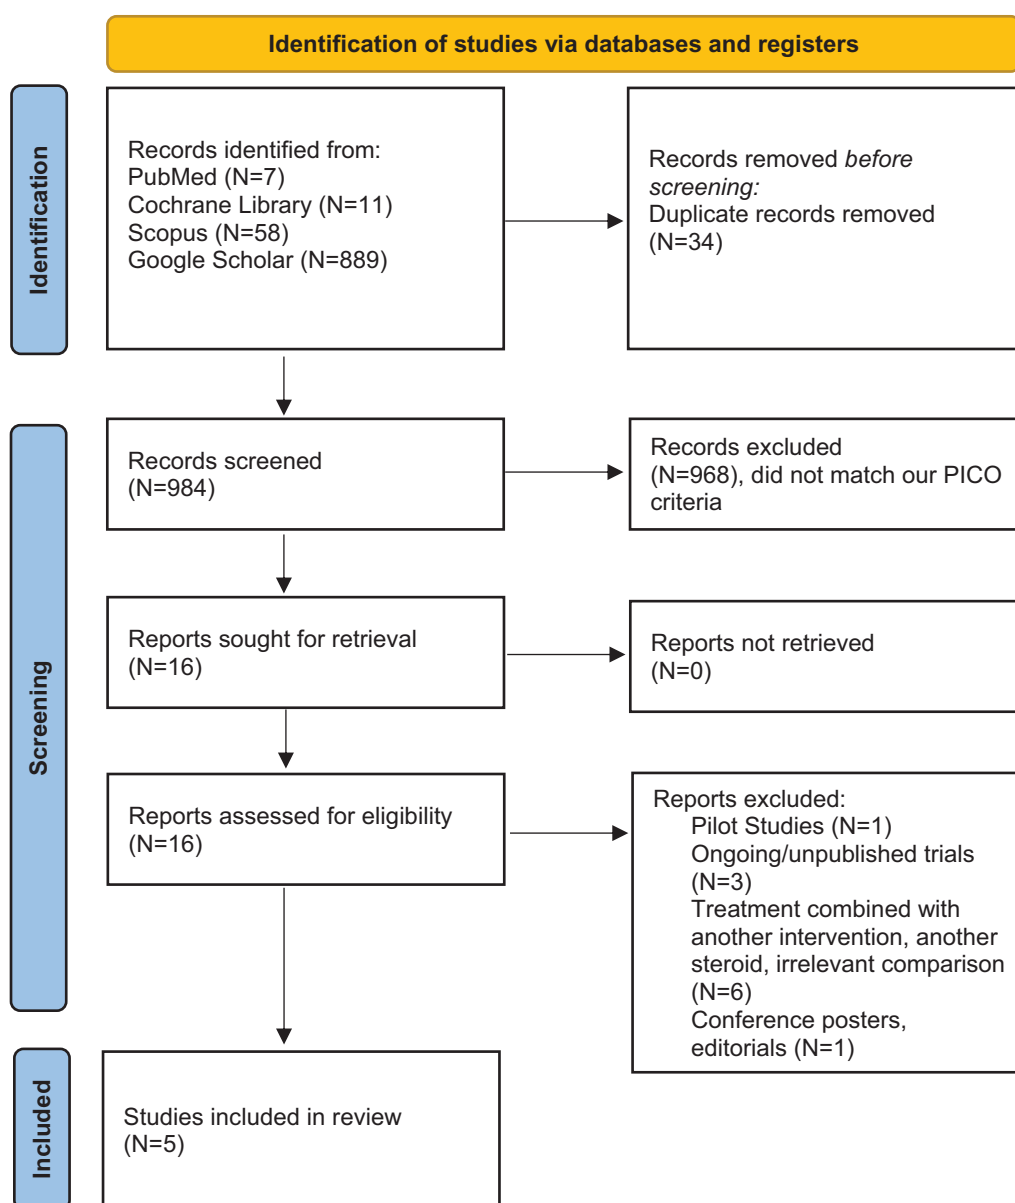 Identification of studies via databases and registers
Identification
Records identified from:
PubMed (N=7)
Cochrane Library (N=11)
Scopus (N=58)
Google Scholar (N=889)
Records removed before
screening:
Duplicate records removed
(N=34)
Screening
Records screened
(N=984)
Records excluded
(N=968), did not match our PICO
criteria
Reports sought for retrieval
(N=16)
Reports not retrieved
(N=0)
Reports assessed for eligibility
(N=16)
Reports excluded:
Pilot Studies (N=1)
Ongoing/unpublished trials
(N=3)
Treatment combined with
another intervention, another
steroid, irrelevant comparison
(N=6)
Conference posters,
editorials (N=1)
Included
Studies included in review
(N=5)